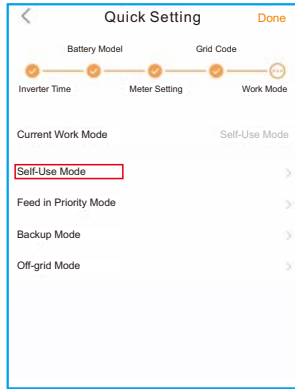 Quick Setting
Done
Battery Model
Grid Code
Inverter Time
Meter Setting
Work Mode
Current Work Mode
Self-Use Mode
Self-Use Mode
Feed in Priority Mode
Backup Mode
Off-grid Mode